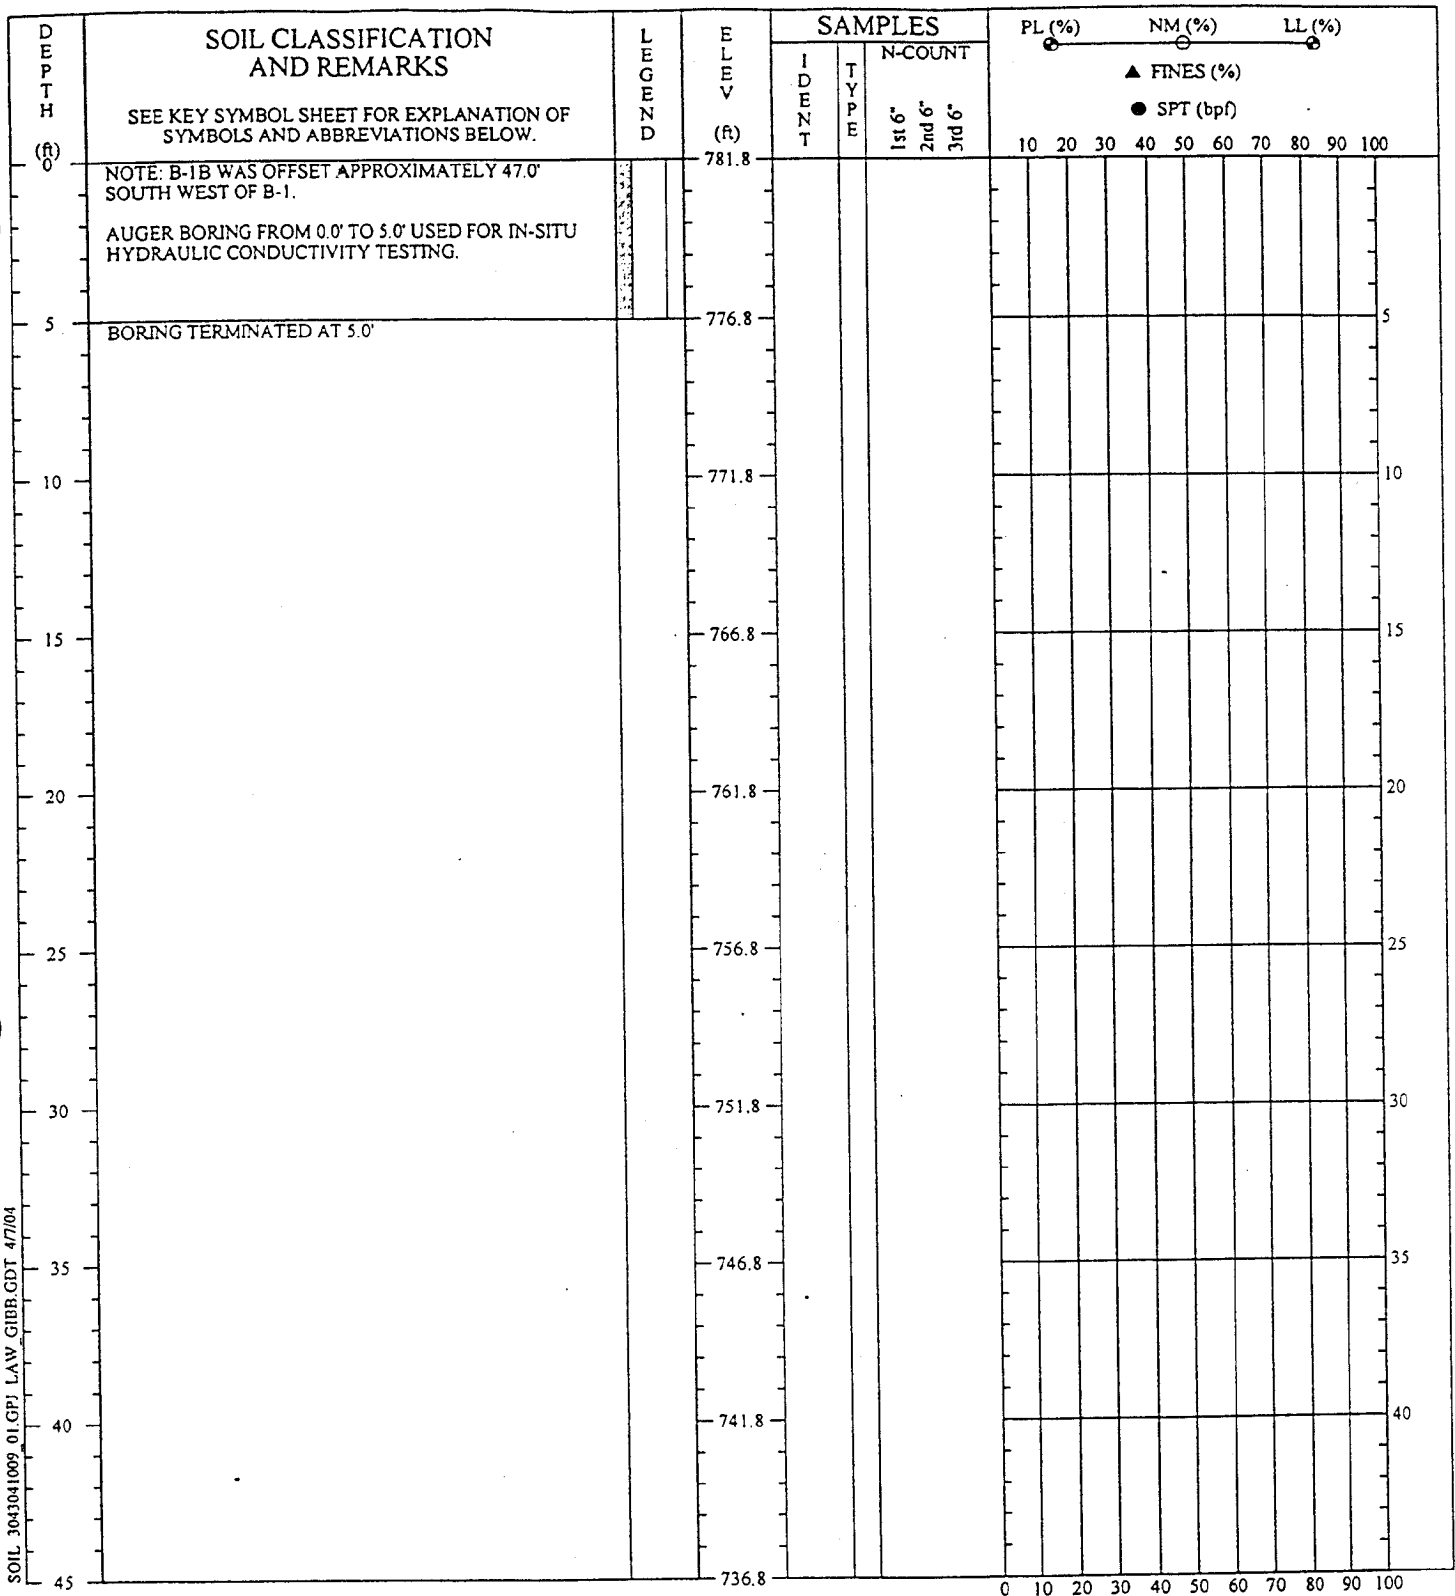 DEPTH
(ft)
SOIL CLASSIFICATION
AND REMARKS
SEE KEY SYMBOL SHEET FOR EXPLANATION OF
SYMBOLS AND ABBREVIATIONS BELOW.
LEGEND
ELEV
(ft)
SAMPLES
IDENT
TYPE
N-COUNT
1st 6"
2nd 6"
3rd 6"
PL (%) NM (%) LL (%)
▲ FINES (%)
● SPT (bpf)
10 20 30 40 50 60 70 80 90 100
0
NOTE: B-1B WAS OFFSET APPROXIMATELY 47.0'
SOUTH WEST OF B-1.
AUGER BORING FROM 0.0' TO 5.0' USED FOR IN-SITU
HYDRAULIC CONDUCTIVITY TESTING.
781.8
5
BORING TERMINATED AT 5.0'
776.8
5
10
771.8
10
15
766.8
15
20
761.8
20
25
756.8
25
30
751.8
30
35
746.8
35
40
741.8
40
45
736.8
0 10 20 30 40 50 60 70 80 90 100
SOIL 3043041009_01.GPJ LAW_GIBB.GDT 4/7/04